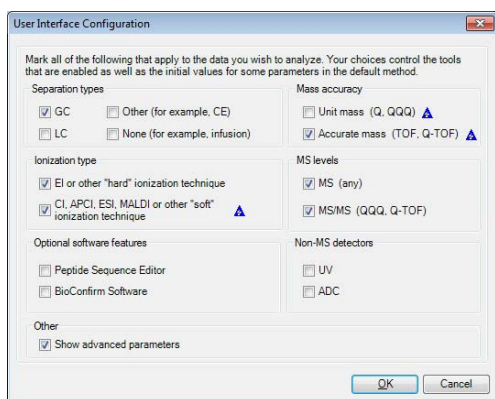 User Interface Configuration
Mark all of the following that apply to the data you wish to analyze. Your choices control the tools
that are enabled as well as the initial values for some parameters in the default method.
Separation types
GC
Other (for example, CE)
LC
None (for example, infusion)
Mass accuracy
Unit mass (Q, QQQ)
Accurate mass (TOF, Q-TOF)
Ionization type
EI or other "hard" ionization technique
CI, APCI, ESI, MALDI or other "soft"
ionization technique
MS levels
MS (any)
MS/MS (QQQ, Q-TOF)
Optional software features
Peptide Sequence Editor
BioConfirm Software
Non-MS detectors
UV
ADC
Other
Show advanced parameters
OK
Cancel